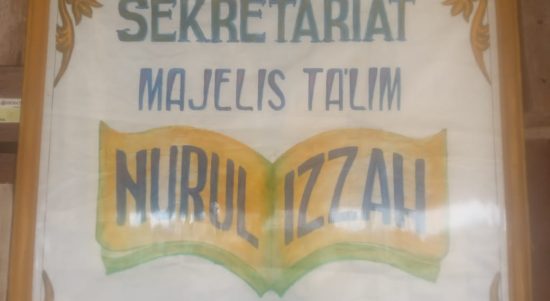 SEKRETARIAT
MAJELIS TA'LIM
NURUL IZZAH